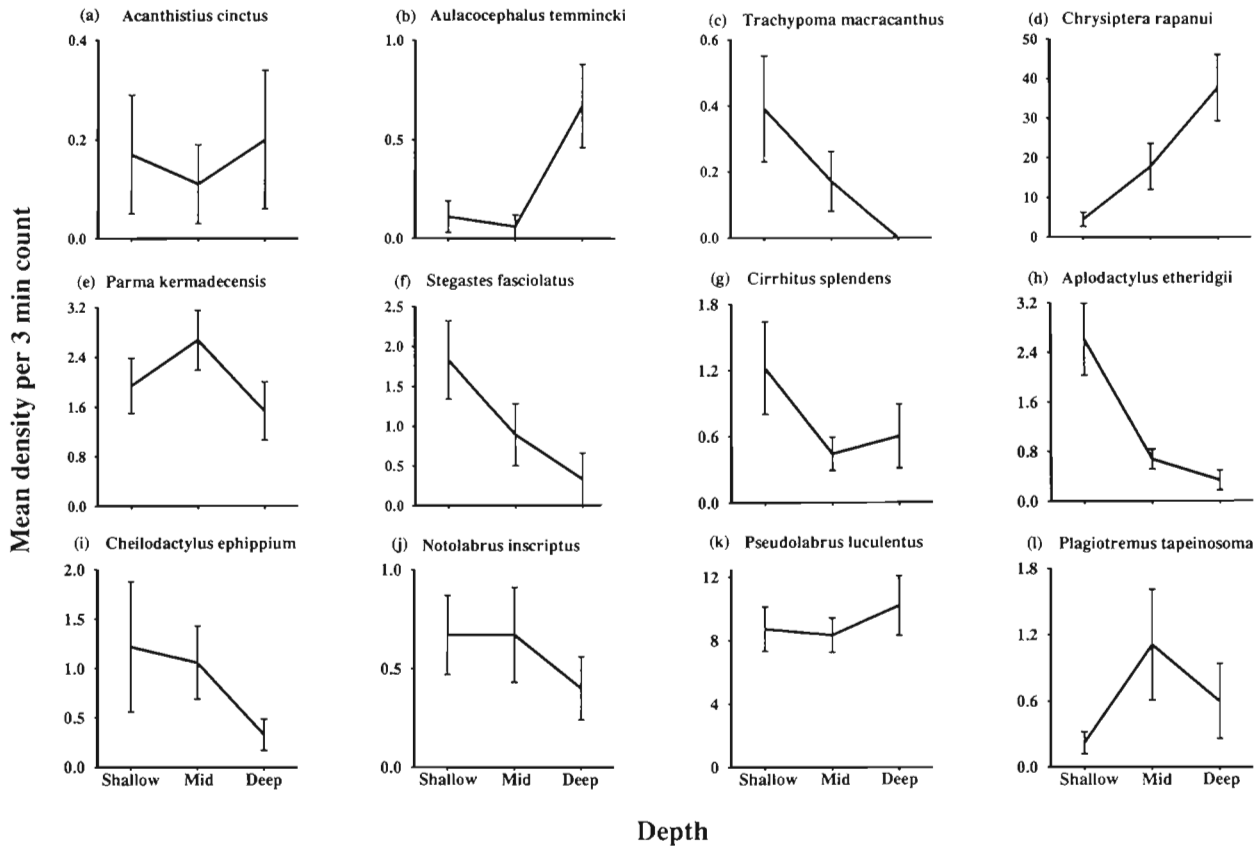 Mean density per 3 min count
(a) Acanthistius cinctus
0.4
0.2
0.0
(b) Aulacocephalus temmincki
1.0
0.5
0.0
(c) Trachypoma macracanthus
0.6
0.4
0.2
0.0
(d) Chrysiptera rapanui
50
40
30
20
10
0
(e) Parma kermadecensis
3.2
2.4
1.6
0.8
0.0
(f) Stegastes fasciolatus
2.5
2.0
1.5
1.0
0.5
0.0
(g) Cirrhitus splendens
1.8
1.2
0.6
0.0
(h) Aplodactylus etheridgii
3.2
2.4
1.6
0.8
0.0
(i) Cheilodactylus ephippium
2.0
1.5
1.0
0.5
0.0
Shallow Mid Deep
(j) Notolabrus inscriptus
1.0
0.5
0.0
Shallow Mid Deep
(k) Pseudolabrus luculentus
12
8
4
0
Shallow Mid Deep
(l) Plagiotremus tapeinosoma
1.8
1.2
0.6
0.0
Shallow Mid Deep
Depth